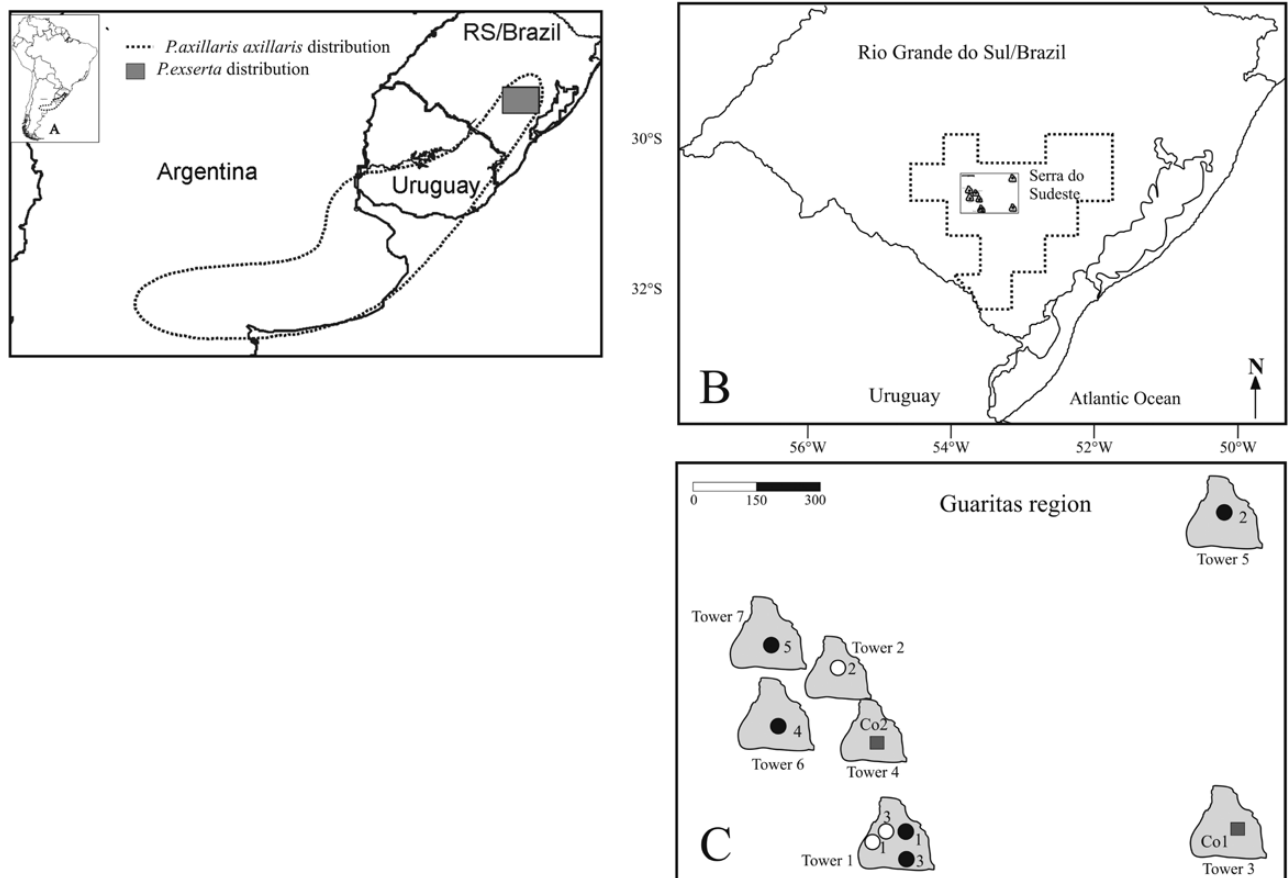 P.axillaris axillaris distribution
P.exserta distribution
RS/Brazil
A
Argentina
Uruguay
Rio Grande do Sul/Brazil
30°S
Serra do
Sudeste
32°S
B
Uruguay
Atlantic Ocean
N
56°W 54°W 52°W 50°W
0 150 300
Guaritas region
2
Tower 5
Tower 7
5
Tower 2
2
4
Tower 6
Co2
Tower 4
3
1
1
3
Tower 1
C
Co1
Tower 3